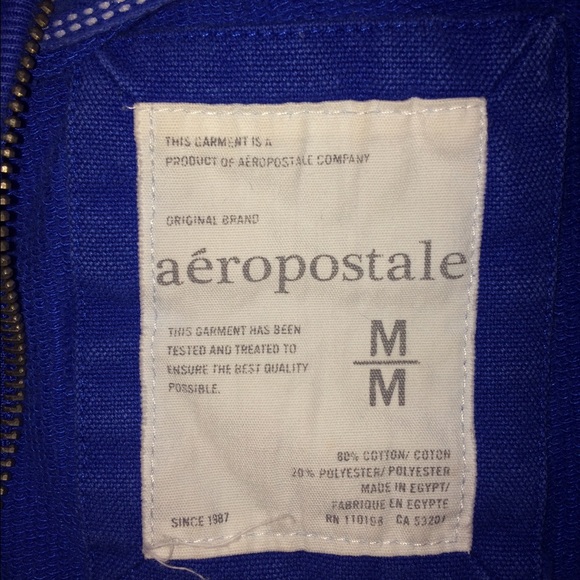 THIS GARMENT IS A
PRODUCT OF AÉROPOSTALE COMPANY
ORIGINAL BRAND
aéropostale
THIS GARMENT HAS BEEN
TESTED AND TREATED TO
ENSURE THE BEST QUALITY
POSSIBLE.
M
M
80% COTTON/ COTON
20% POLYESTER/ POLYESTER
MADE IN EGYPT/
FABRIQUE EN EGYPTE
RN 110198 CA 53207
SINCE 1987